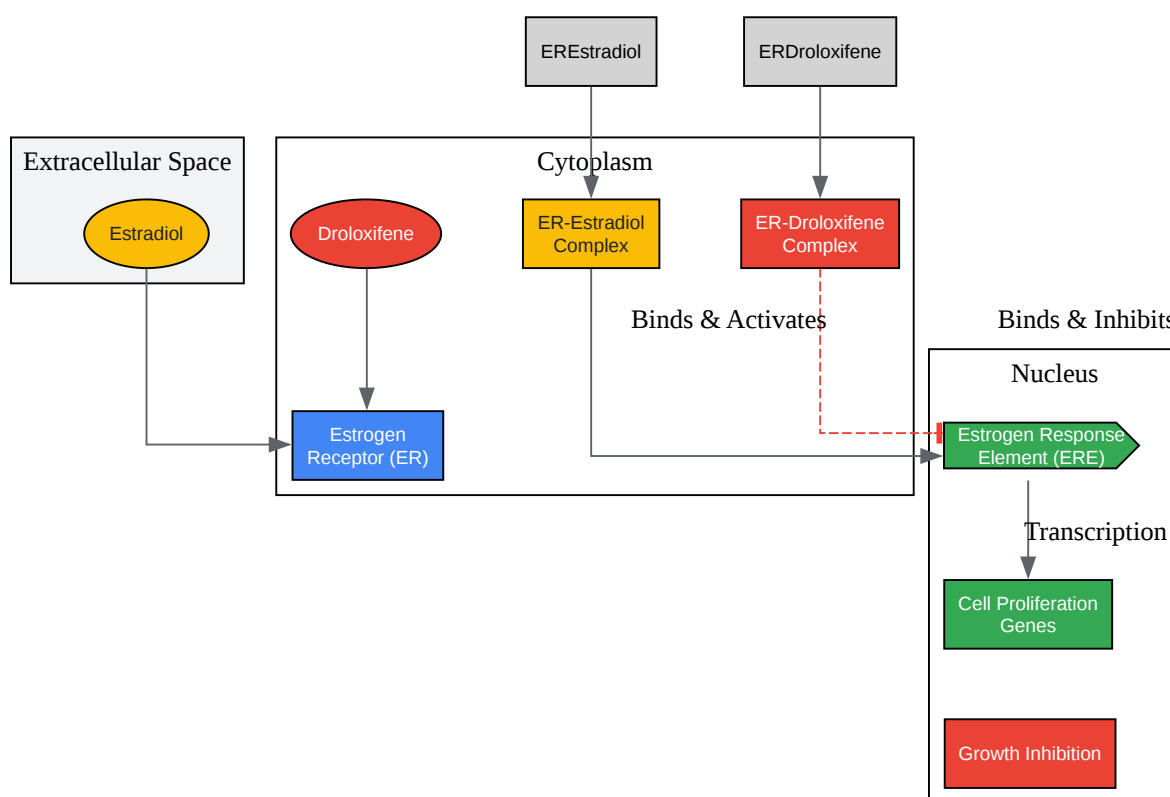 EREstradiol
ERDroloxifene
Extracellular Space
Cytoplasm
Estradiol
Droloxifene
ER-Estradiol
Complex
ER-Droloxifene
Complex
Binds & Activates
Binds & Inhibits
Nucleus
Estrogen
Receptor (ER)
Estrogen Response
Element (ERE)
Transcription
Cell Proliferation
Genes
Growth Inhibition